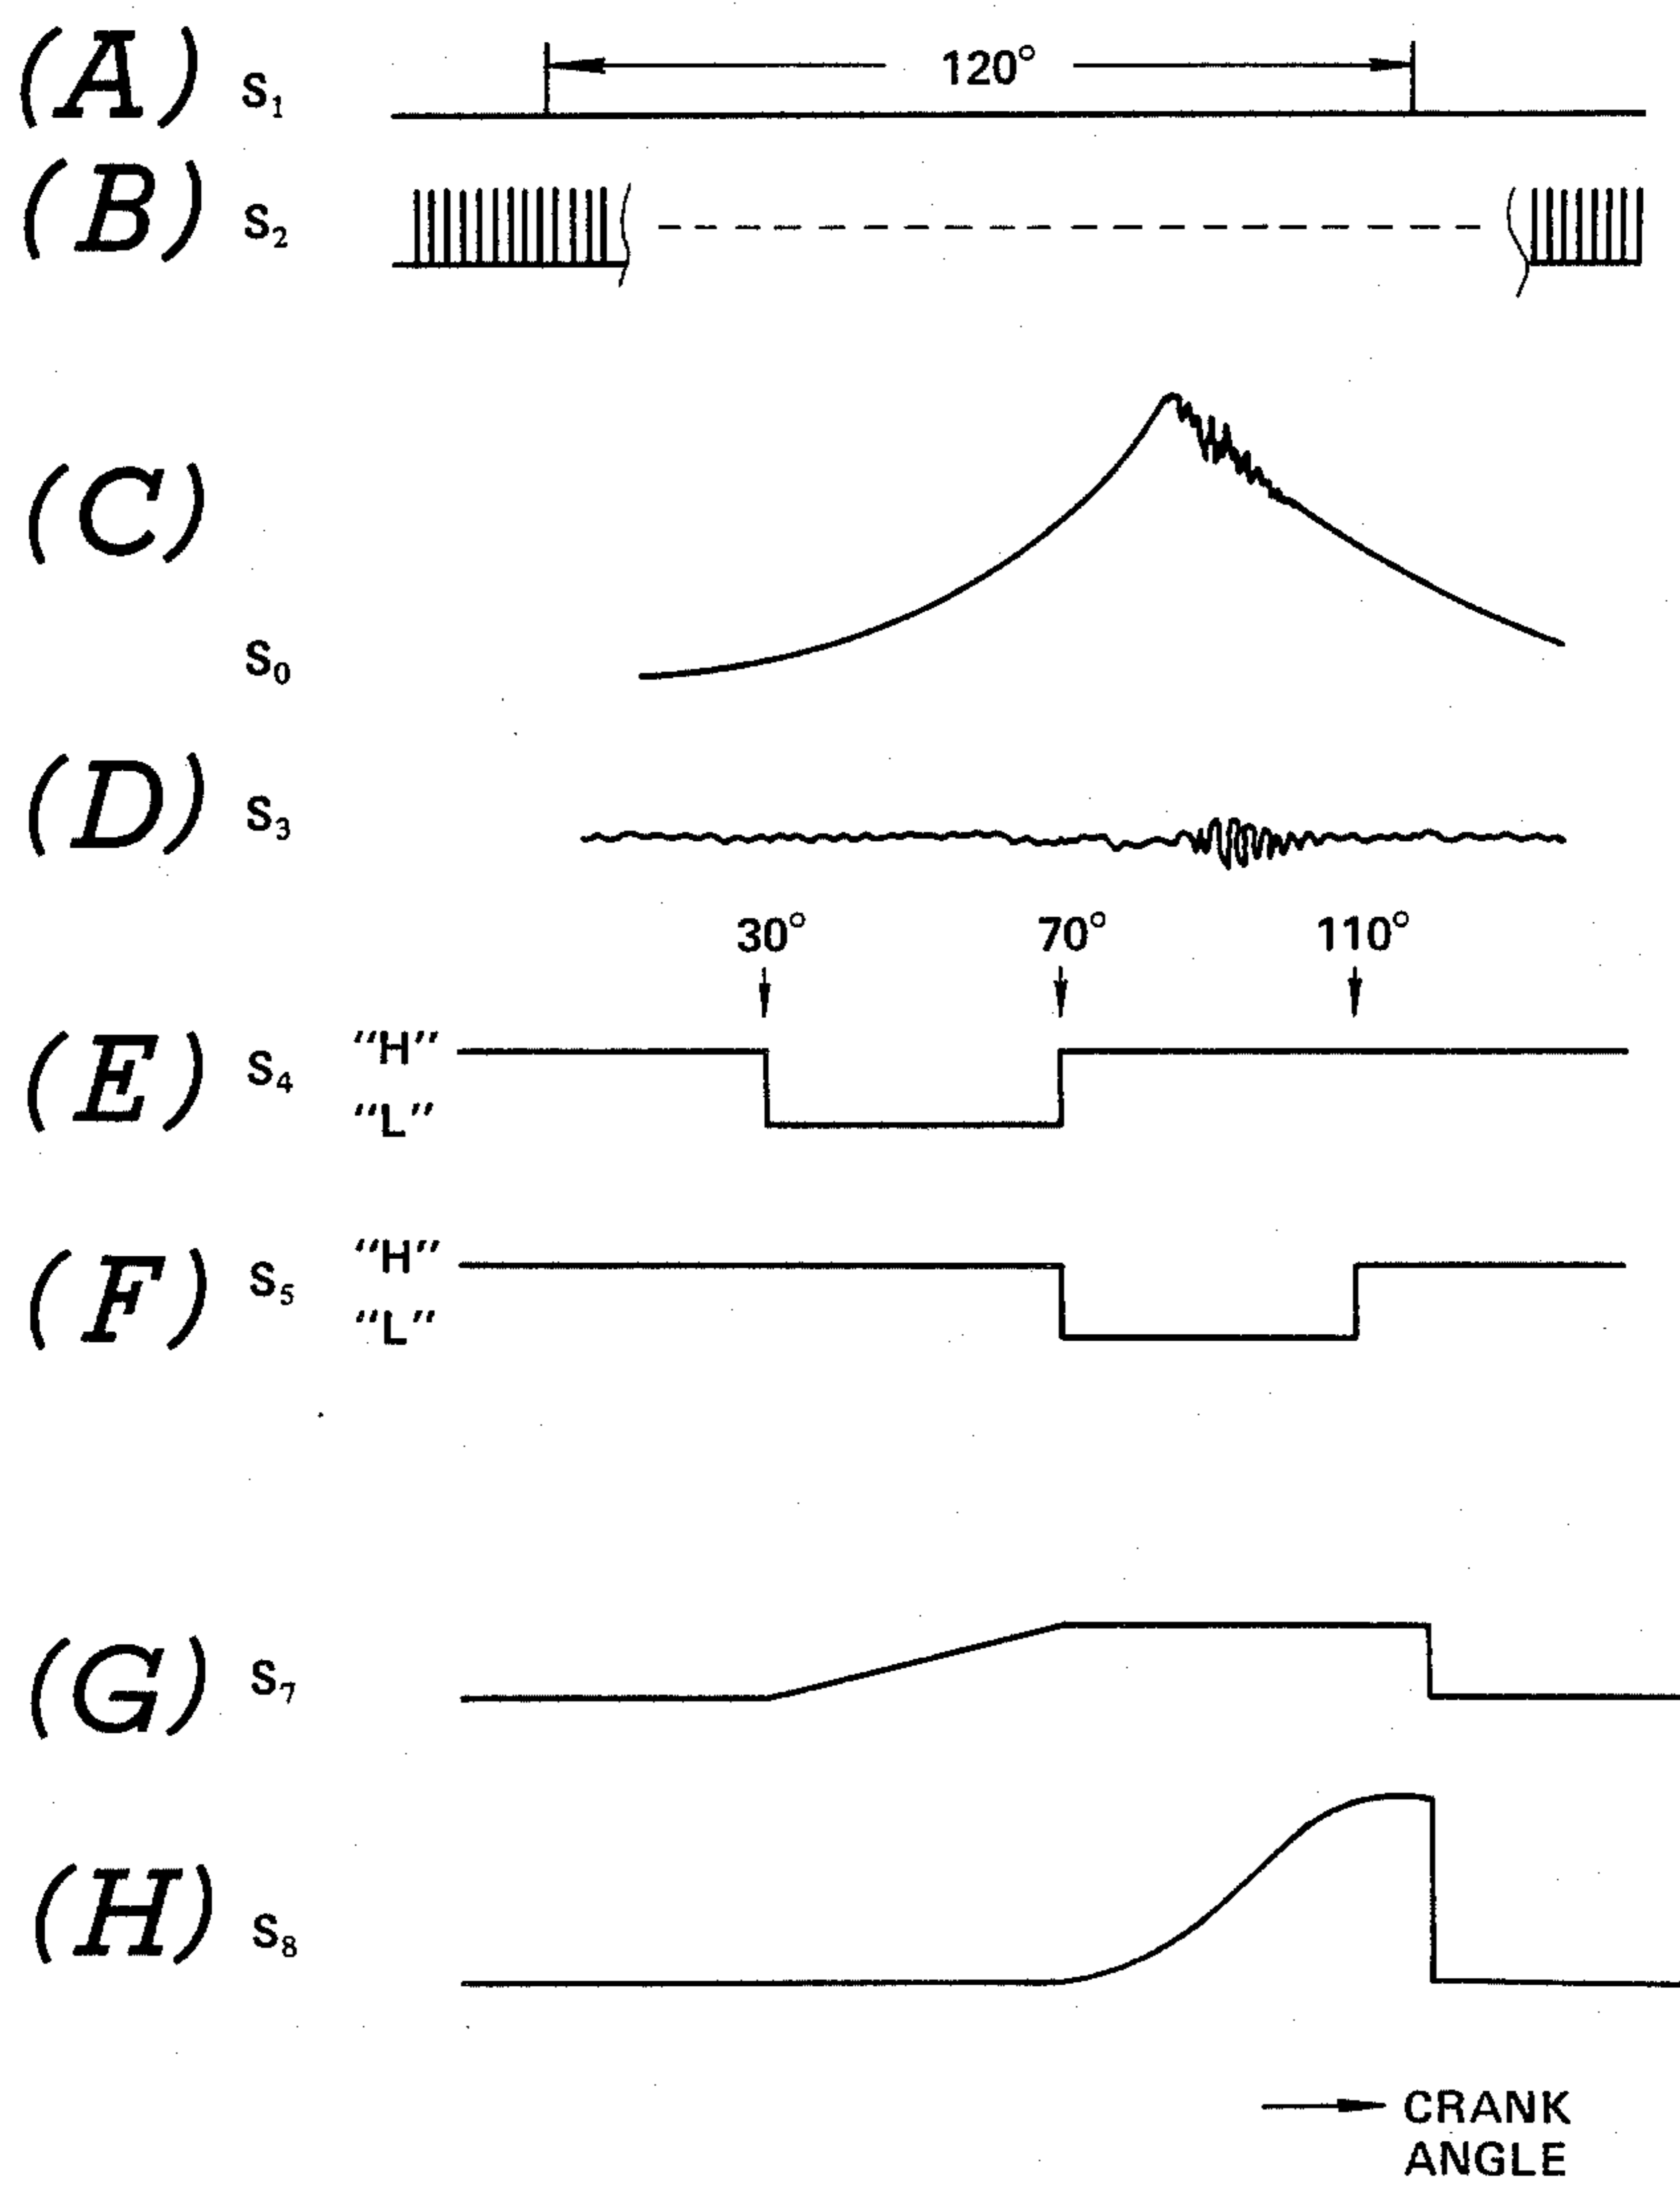 (A) S₁ 120°
(B) S₂
(C)
S₀
(D) S₃
30° 70° 110°
(E) S₄ "H"
"L"
(F) S₅ "H"
"L"
(G) S₇
(H) S₈
CRANK
ANGLE